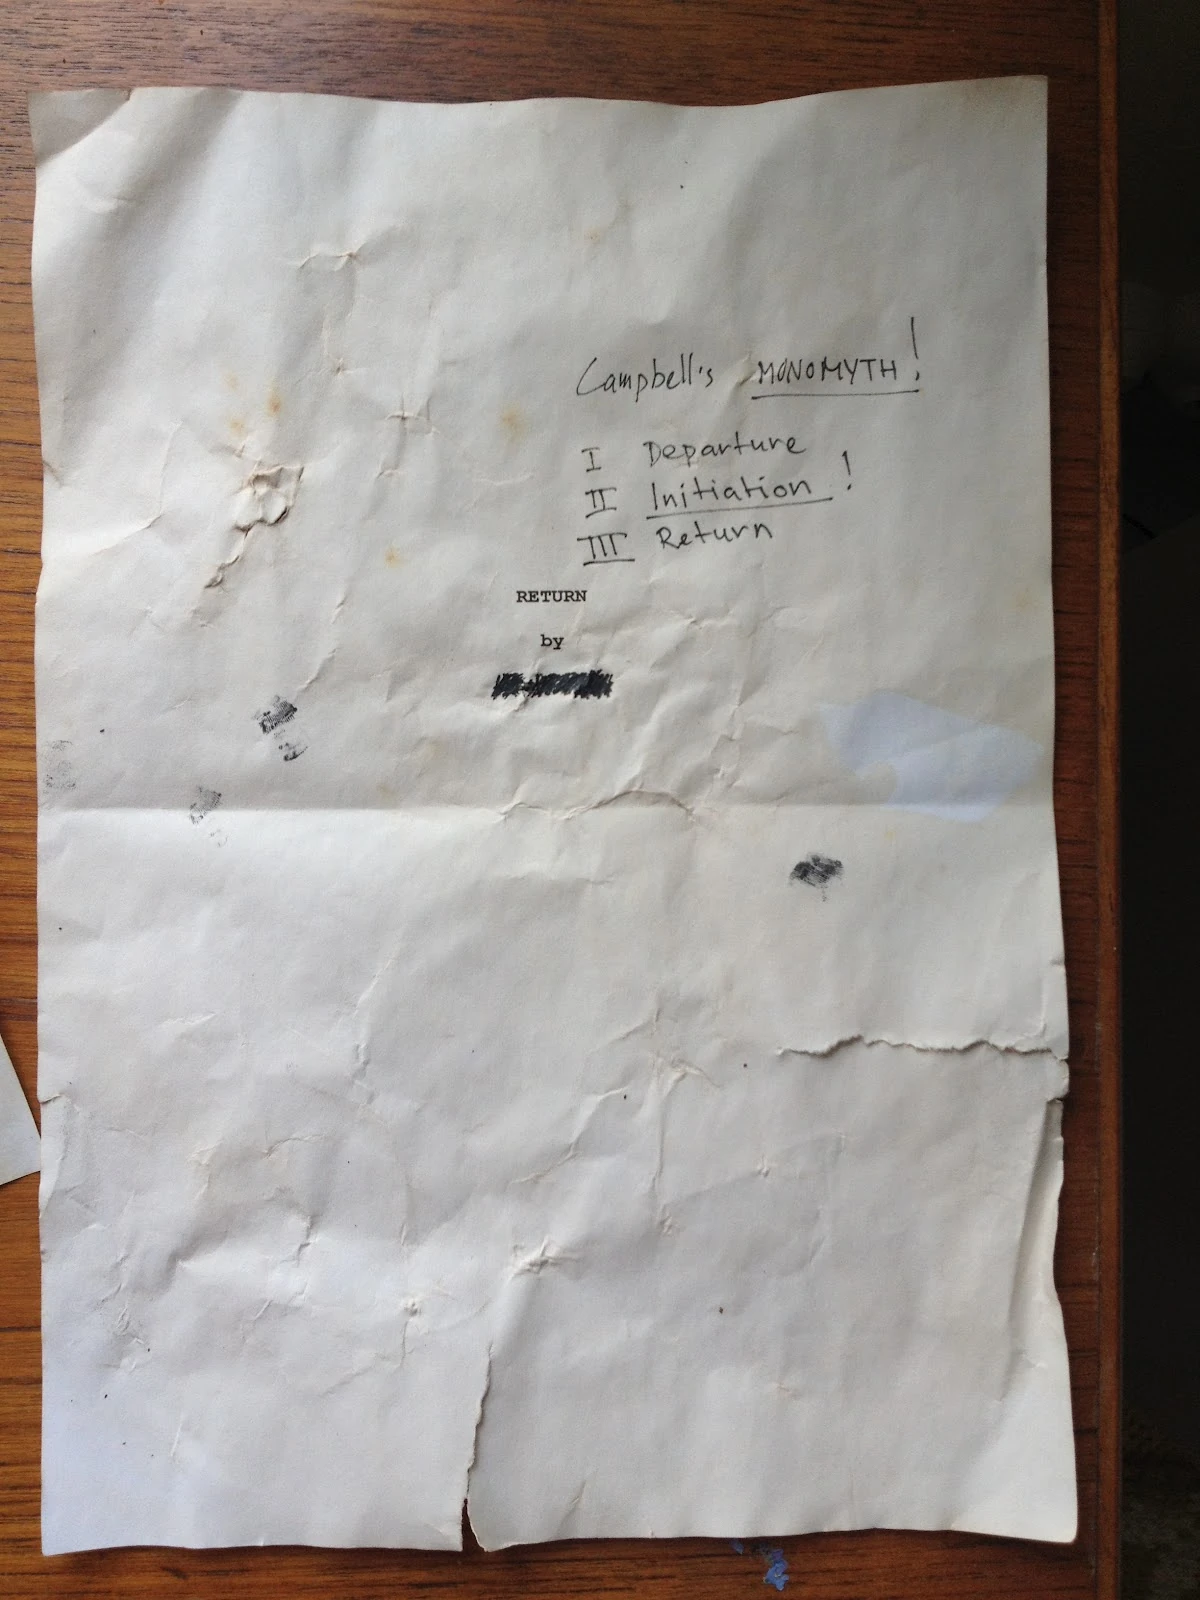 Campbell's MONOMYTH!
I Departure
II Initiation!
III Return
RETURN
by